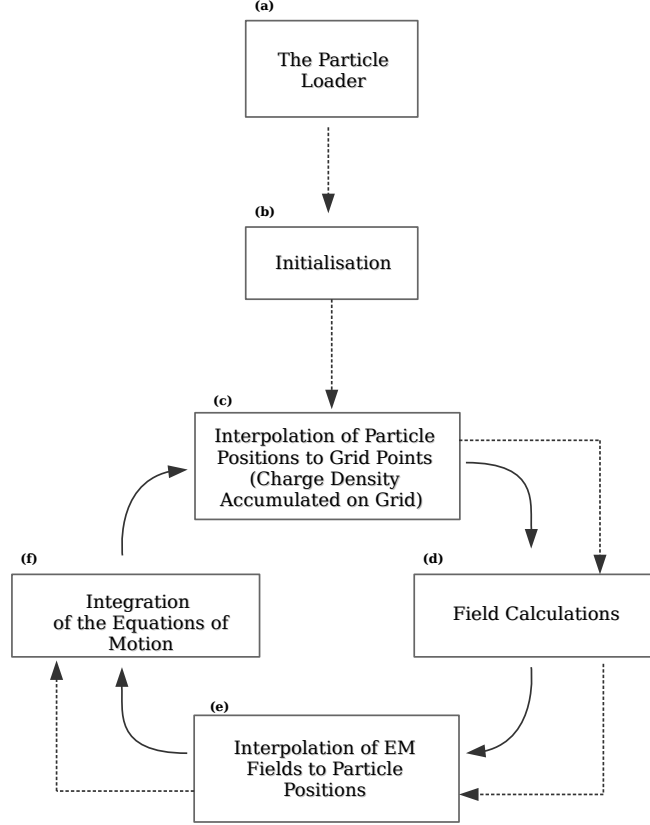 (a)
The Particle
Loader
(b)
Initialisation
(c)
Interpolation of Particle
Positions to Grid Points
(Charge Density
Accumulated on Grid)
(f)
Integration
of the Equations of
Motion
(d)
Field Calculations
(e)
Interpolation of EM
Fields to Particle
Positions